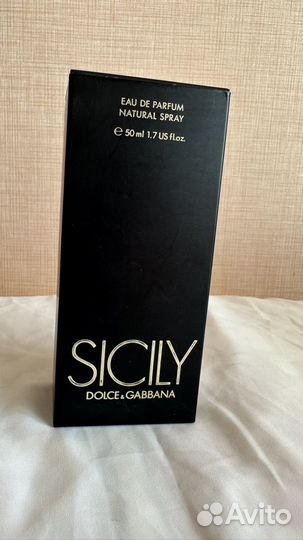 EAU DE PARFUM
NATURAL SPRAY
℮ 50 ml 1.7 US fl.oz.
SICILY
DOLCE & GABBANA
Avito